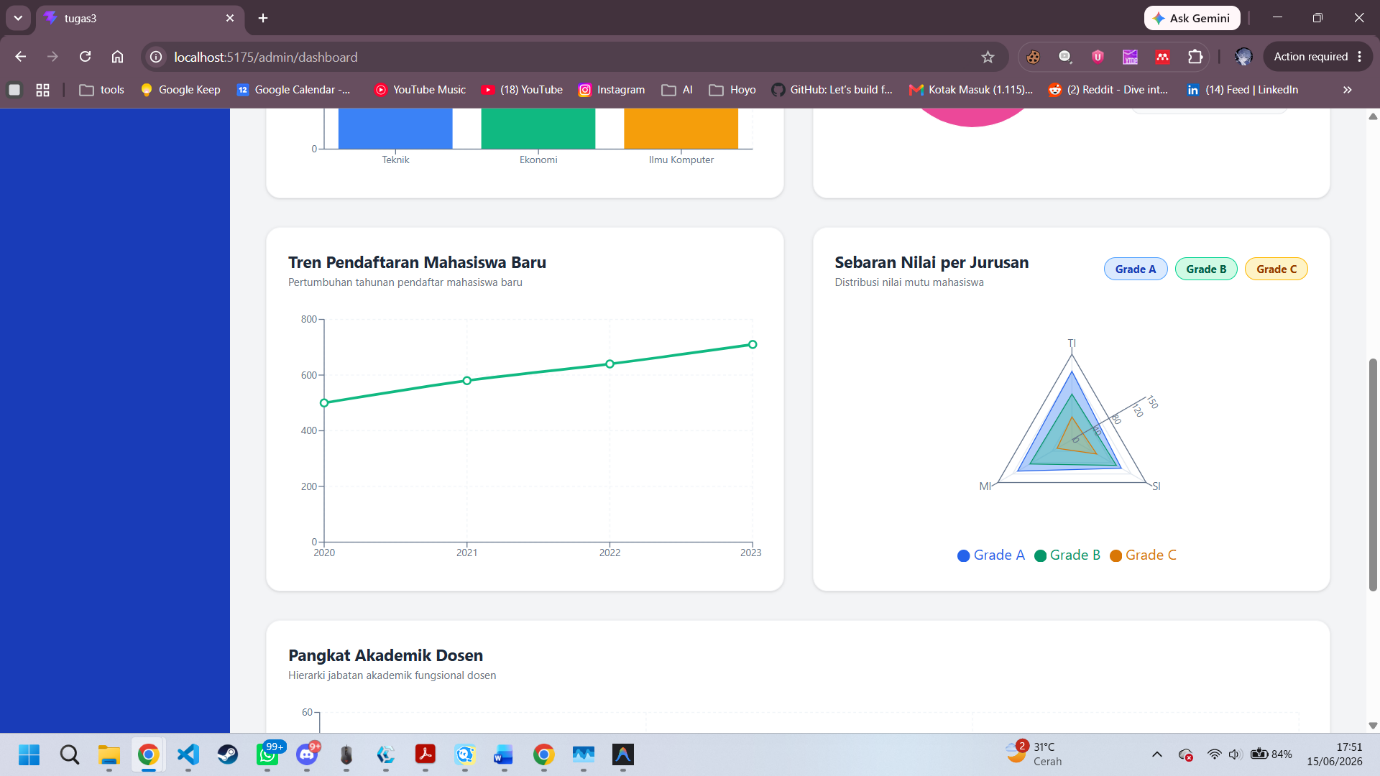 tugas3
Ask Gemini
localhost:5175/admin/dashboard
Action required
tools
Google Keep
12
Google Calendar -...
YouTube Music
(18) YouTube
Instagram
AI
Hoyo
GitHub: Let's build f...
Kotak Masuk (1.115)...
(2) Reddit - Dive int...
(14) Feed | LinkedIn
0
Teknik
Ekonomi
Ilmu Komputer
Tren Pendaftaran Mahasiswa Baru
Pertumbuhan tahunan pendaftar mahasiswa baru
800
600
400
200
0
2020
2021
2022
2023
Sebaran Nilai per Jurusan
Distribusi nilai mutu mahasiswa
Grade A
Grade B
Grade C
TI
150
120
80
0
MI
SI
Grade A
Grade B
Grade C
Pangkat Akademik Dosen
Hierarki jabatan akademik fungsional dosen
60
99+
9+
2
31°C
Cerah
84%
17:51
15/06/2026